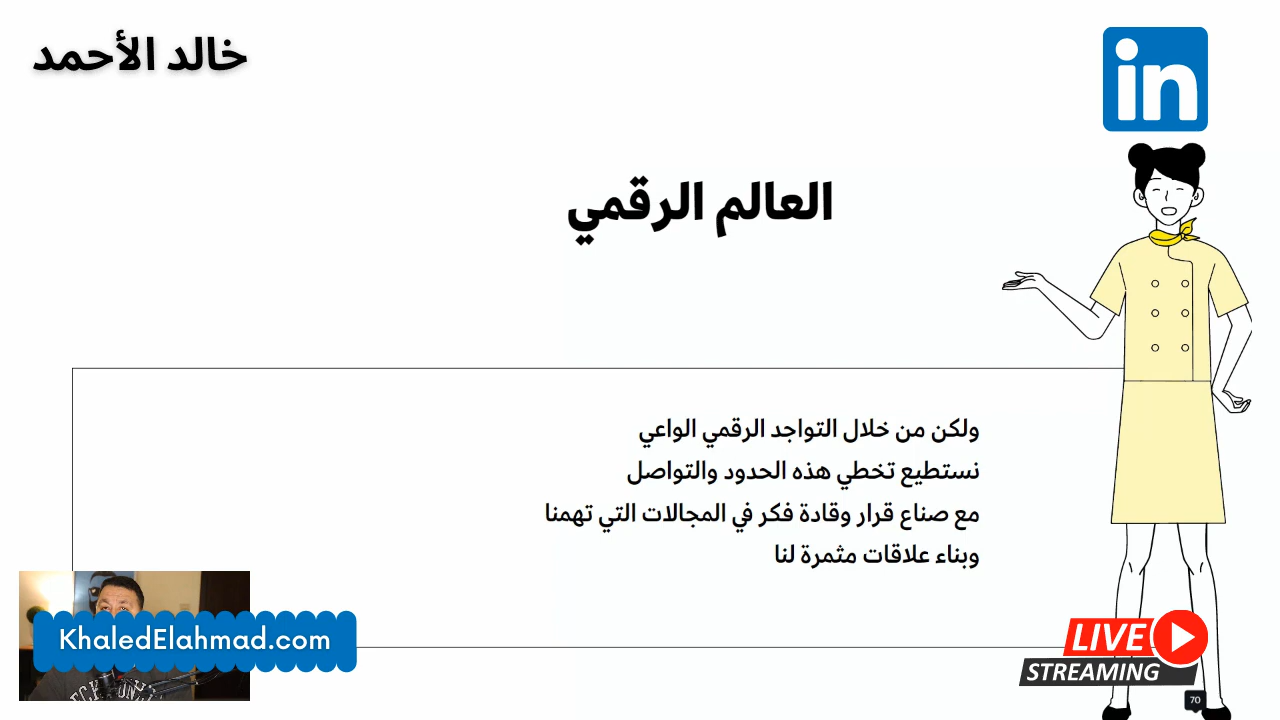 خالد الأحمد
in
العالم الرقمي
ولكن من خلال التواجد الرقمي الواعي
نستطيع تخطي هذه الحدود والتواصل
مع صناع قرار وقادة فكر في المجالات التي تهمنا
وبناء علاقات مثمرة لنا
KhaledElahmad.com
LIVE
STREAMING
70